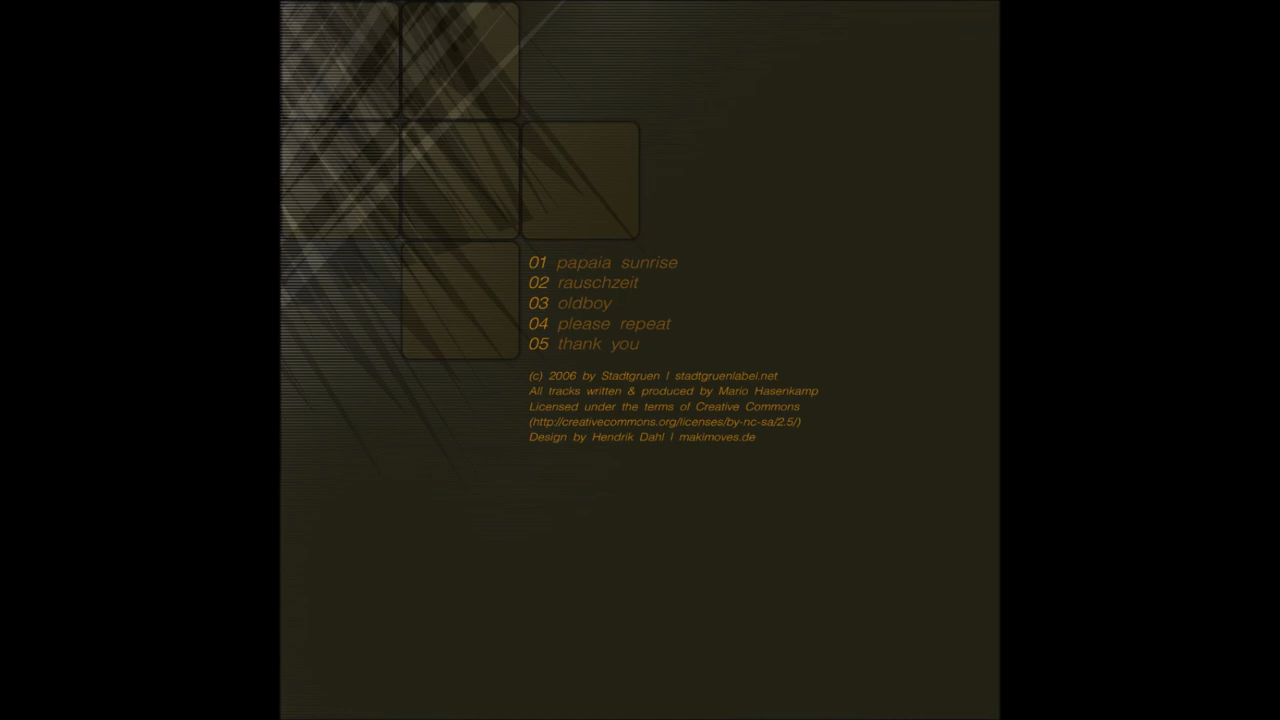 01 papaia sunrise
02 rauschzeit
03 oldboy
04 please repeat
05 thank you
(c) 2006 by Stadtgruen | stadtgruenlabel.net
All tracks written & produced by Mario Hasenkamp
Licensed under the terms of Creative Commons
(http://creativecommons.org/licenses/by-nc-sa/2.5/)
Design by Hendrik Dahl | makimoves.de